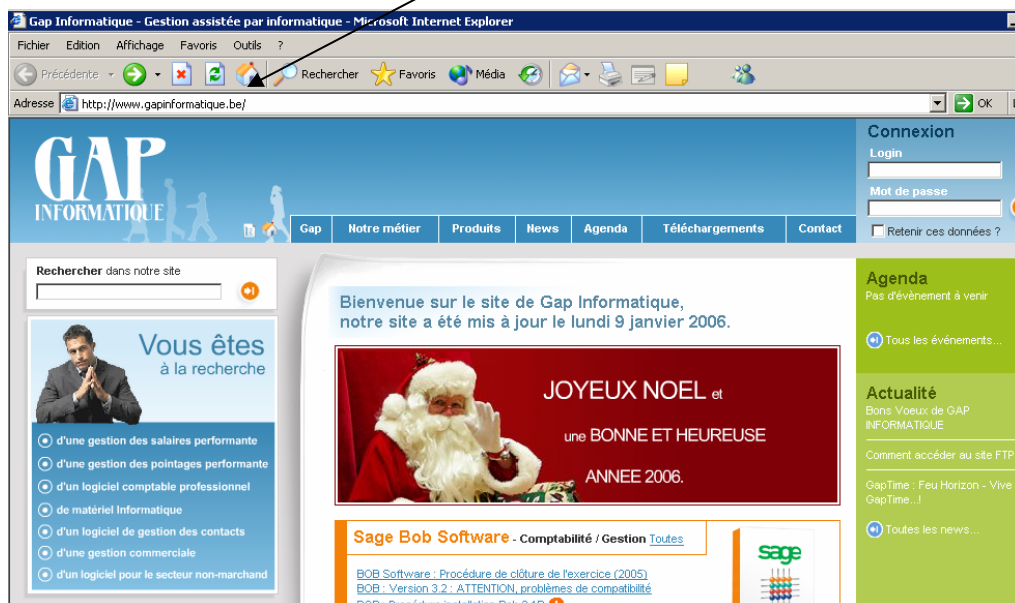 Gap Informatique - Gestion assistée par informatique - Microsoft Internet Explorer
Fichier Edition Affichage Favoris Outils ?
Précédente Rechercher Favoris Média
Adresse http://www.gapinformatique.be/ OK
GAP
INFORMATIQUE
Gap Notre métier Produits News Agenda Téléchargements Contact
Connexion
Login
Mot de passe
Retenir ces données ?
Rechercher dans notre site
Vous êtes
à la recherche
d'une gestion des salaires performante
d'une gestion des pointages performante
d'un logiciel comptable professionnel
de matériel Informatique
d'un logiciel de gestion des contacts
d'une gestion commerciale
d'un logiciel pour le secteur non-marchand
Bienvenue sur le site de Gap Informatique,
notre site a été mis à jour le lundi 9 janvier 2006.
JOYEUX NOEL et
une BONNE ET HEUREUSE
ANNEE 2006.
Sage Bob Software - Comptabilité / Gestion Toutes
BOB Software : Procédure de clôture de l'exercice (2005)
BOB : Version 3.2 : ATTENTION, problèmes de compatibilité
sage
Agenda
Pas d'évènement à venir
Tous les événements...
Actualité
Bons Voeux de GAP
INFORMATIQUE
Comment accéder au site FTP
GapTime : Feu Horizon - Vive
GapTime...!
Toutes les news...